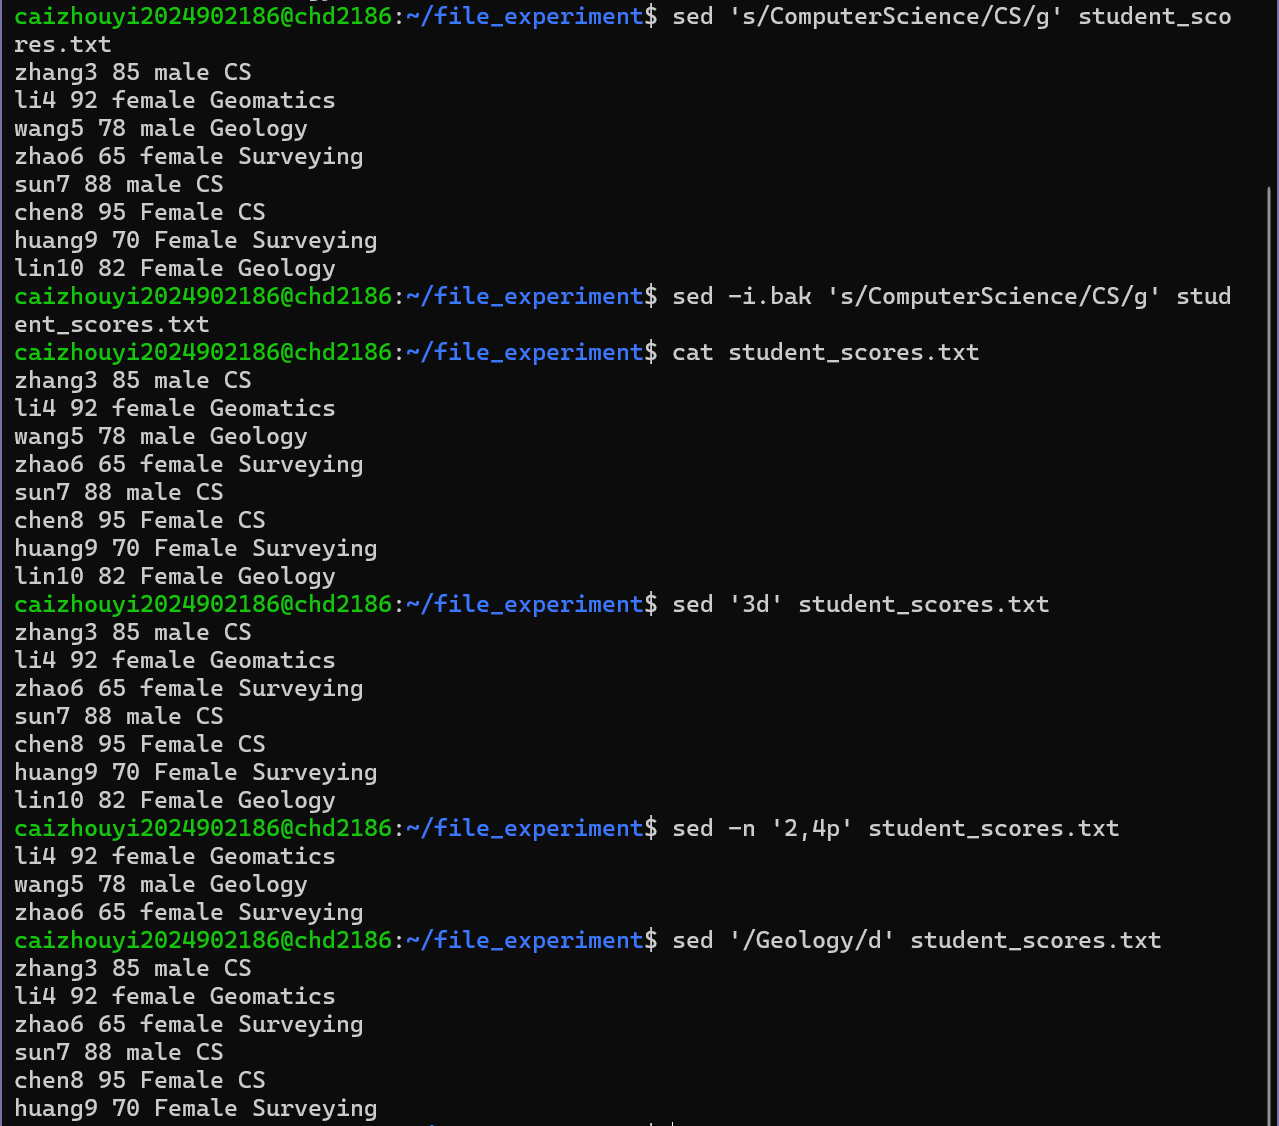 caizhouyi2024902186@chd2186:~/file_experiment$ sed 's/ComputerScience/CS/g' student_sco
res.txt
zhang3 85 male CS
li4 92 female Geomatics
wang5 78 male Geology
zhao6 65 female Surveying
sun7 88 male CS
chen8 95 Female CS
huang9 70 Female Surveying
lin10 82 Female Geology
caizhouyi2024902186@chd2186:~/file_experiment$ sed -i.bak 's/ComputerScience/CS/g' stud
ent_scores.txt
caizhouyi2024902186@chd2186:~/file_experiment$ cat student_scores.txt
zhang3 85 male CS
li4 92 female Geomatics
wang5 78 male Geology
zhao6 65 female Surveying
sun7 88 male CS
chen8 95 Female CS
huang9 70 Female Surveying
lin10 82 Female Geology
caizhouyi2024902186@chd2186:~/file_experiment$ sed '3d' student_scores.txt
zhang3 85 male CS
li4 92 female Geomatics
zhao6 65 female Surveying
sun7 88 male CS
chen8 95 Female CS
huang9 70 Female Surveying
lin10 82 Female Geology
caizhouyi2024902186@chd2186:~/file_experiment$ sed -n '2,4p' student_scores.txt
li4 92 female Geomatics
wang5 78 male Geology
zhao6 65 female Surveying
caizhouyi2024902186@chd2186:~/file_experiment$ sed '/Geology/d' student_scores.txt
zhang3 85 male CS
li4 92 female Geomatics
zhao6 65 female Surveying
sun7 88 male CS
chen8 95 Female CS
huang9 70 Female Surveying